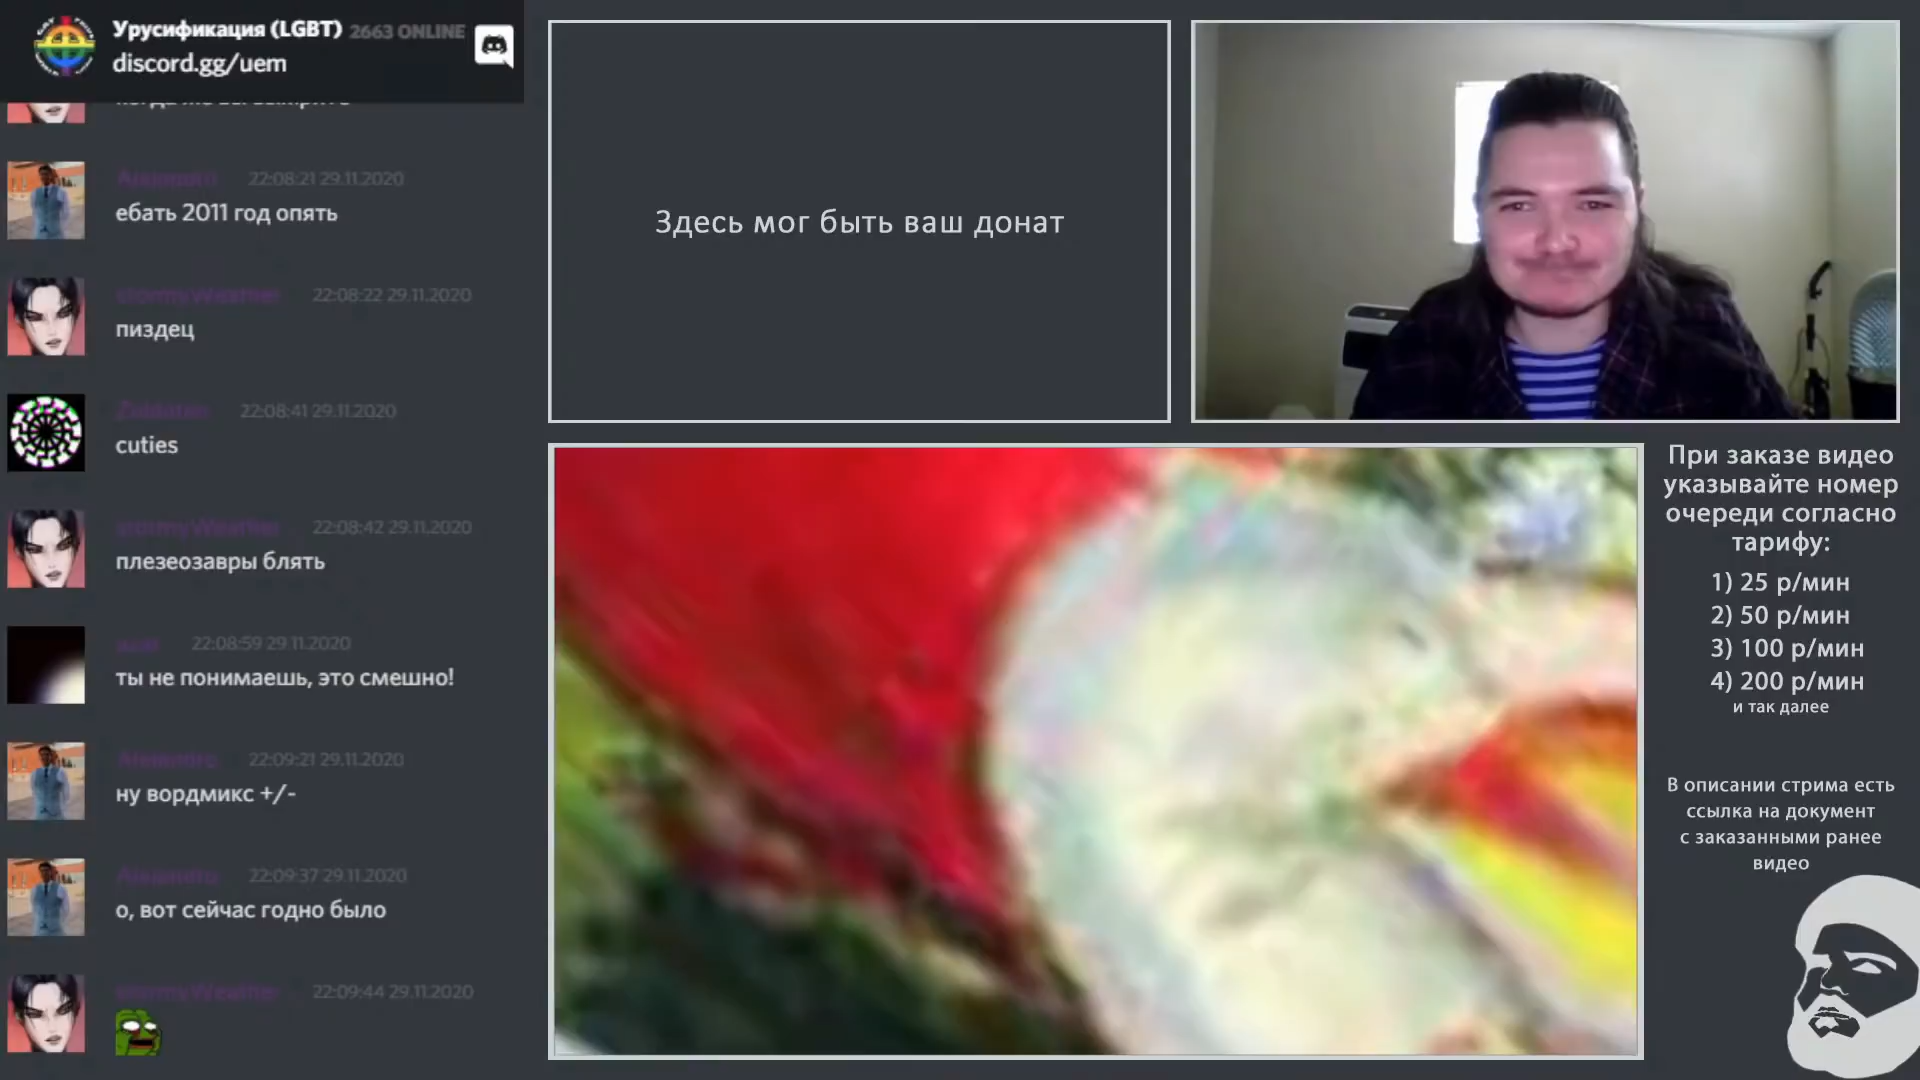 Урусификация (LGBT) 2663 ONLINE
discord.gg/uem
22:08:21 29.11.2020
ебать 2011 год опять
stormyWeather 22:08:22 29.11.2020
пиздец
22:08:41 29.11.2020
cuties
stormyWeather 22:08:42 29.11.2020
плезеозавры блять
22:08:59 29.11.2020
ты не понимаешь, это смешно!
22:09:21 29.11.2020
ну вордмикс +/-
22:09:37 29.11.2020
о, вот сейчас годно было
stormyWeather 22:09:44 29.11.2020
Здесь мог быть ваш донат
При заказе видео
указывайте номер
очереди согласно
тарифу:
1) 25 р/мин
2) 50 р/мин
3) 100 р/мин
4) 200 р/мин
и так далее
В описании стрима есть
ссылка на документ
с заказанными ранее
видео